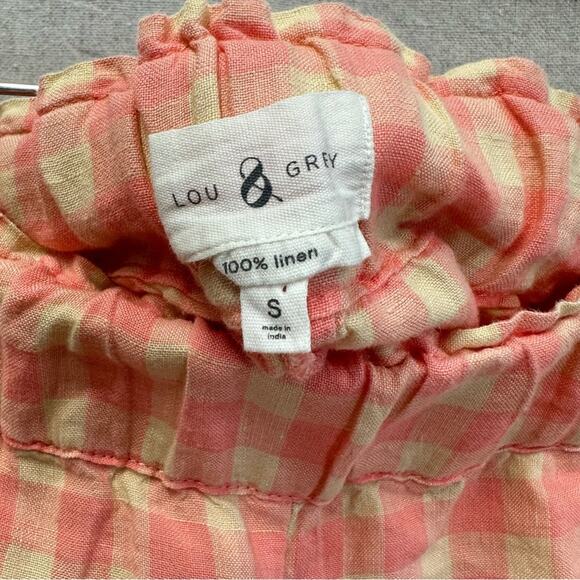 LOU & GREY
100% linen
S
made in
india